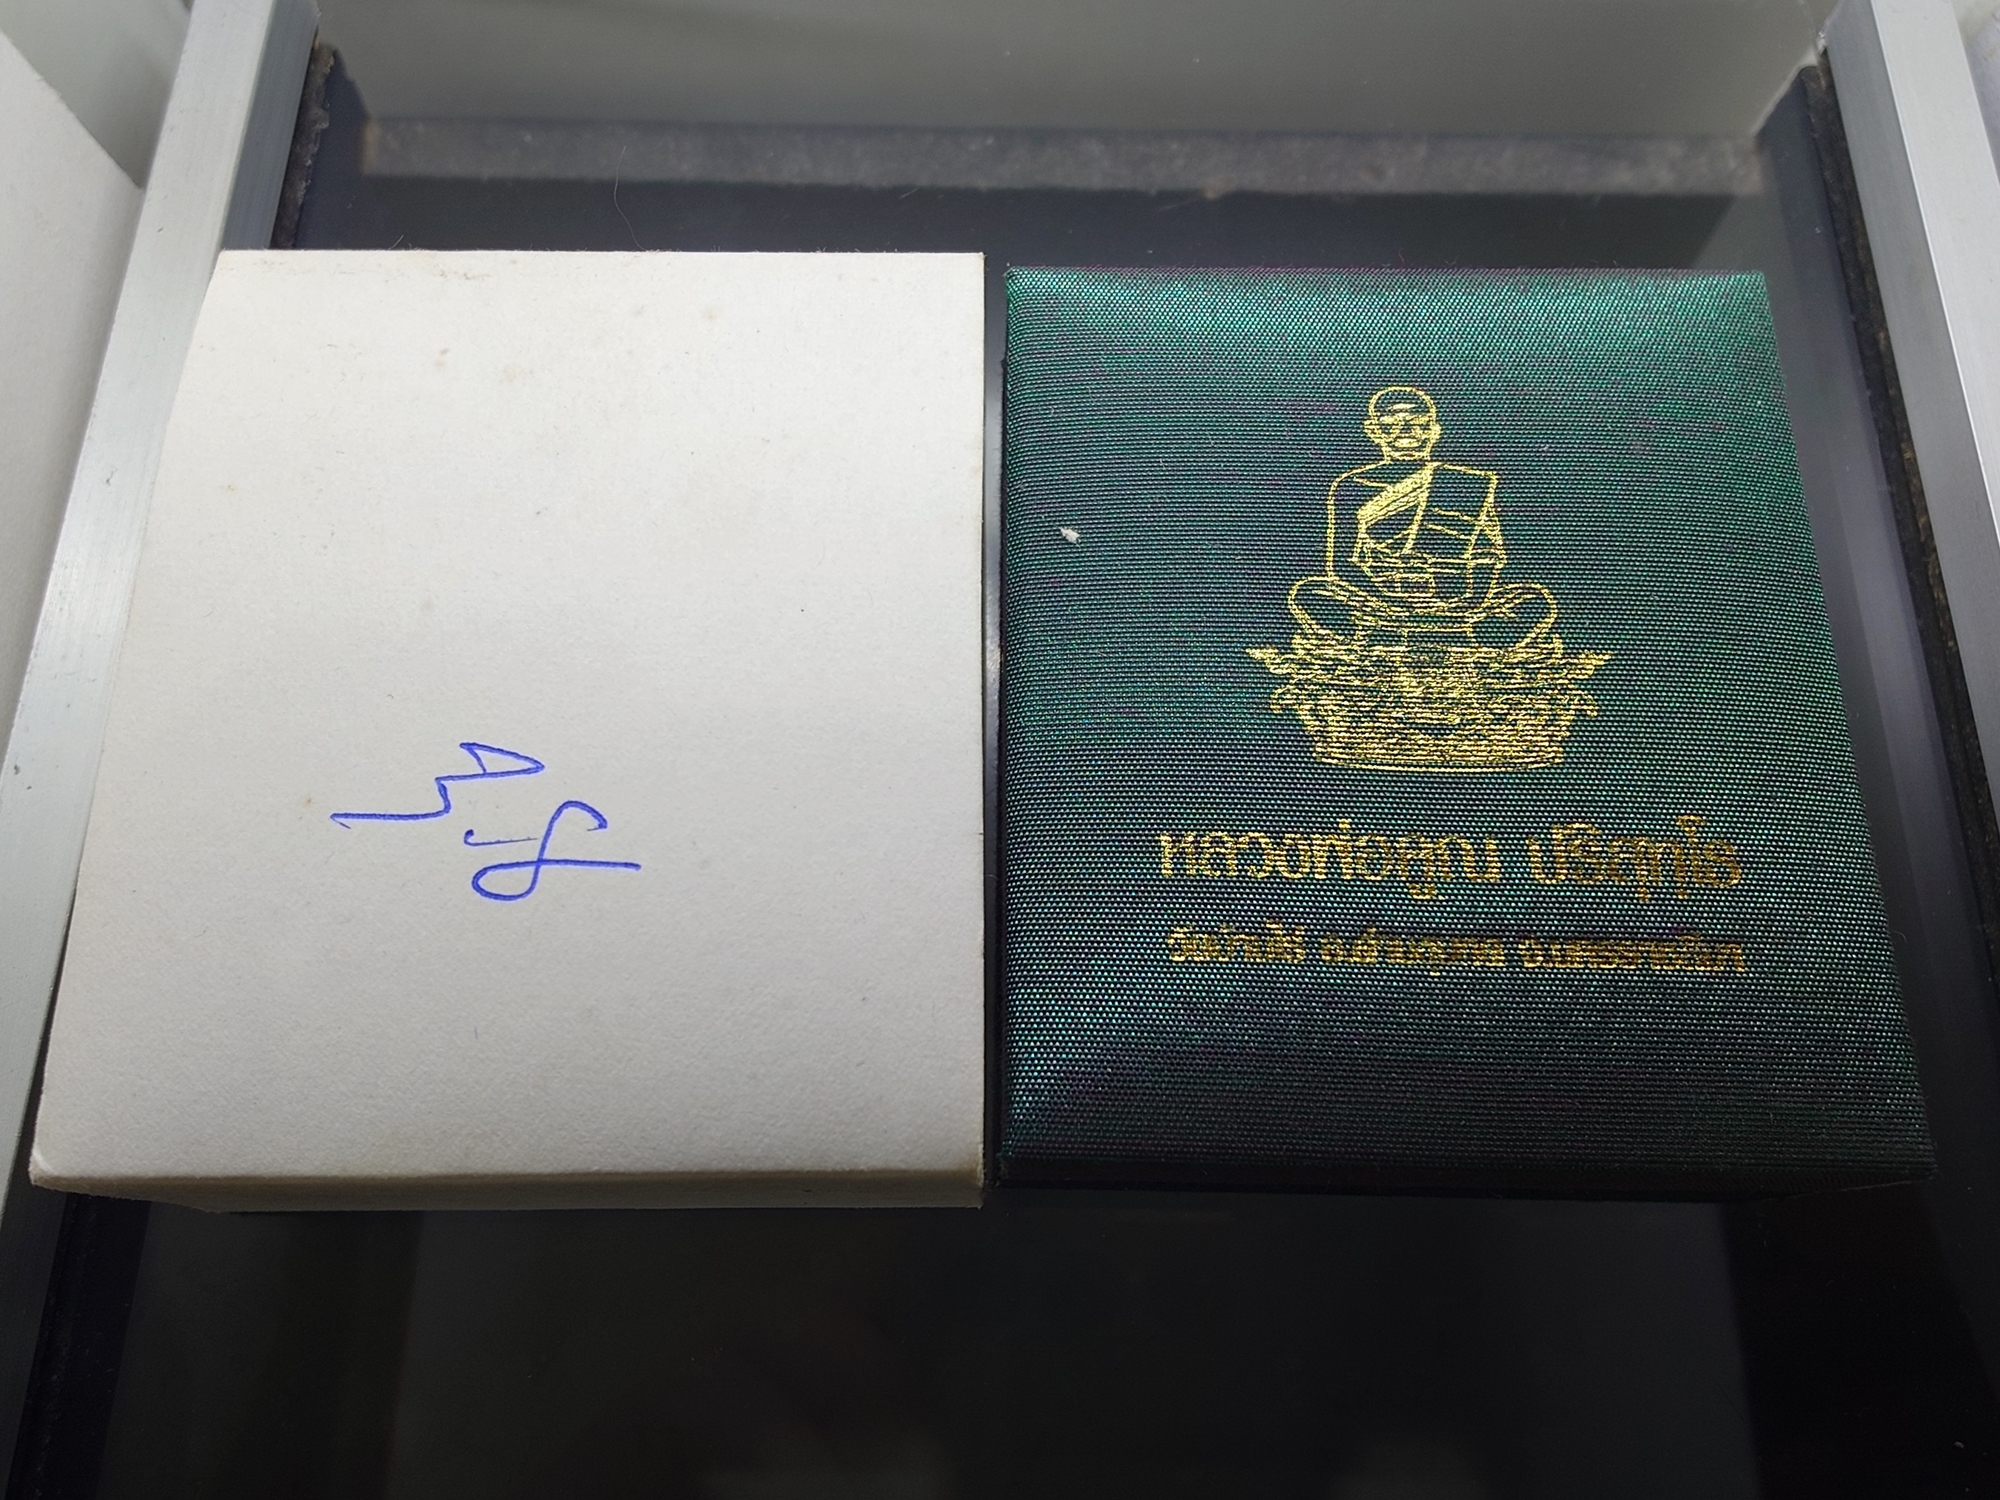 หลวงพ่อคูณ ปริสุทฺโธ
วัดบ้านไร่ อ.ด่านขุนทด จ.นครราชสีมา